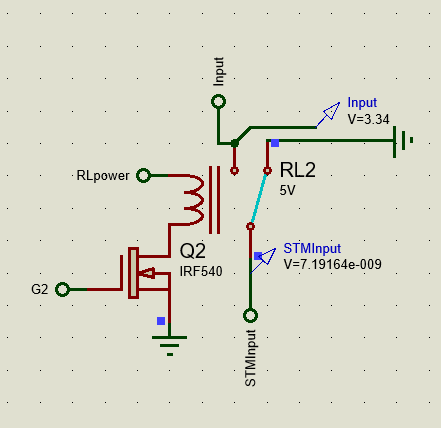 Input
Input
V=3.34
RLpower
RL2
5V
Q2
IRF540
STMInput
V=7.19164e-009
G2
STMInput